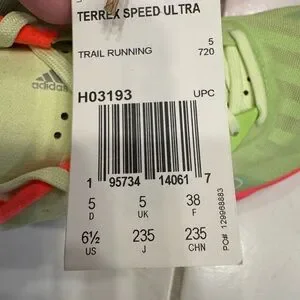 TERREX SPEED ULTRA
TRAIL RUNNING
5
720
H03193
UPC
adidas
1 95734 14061 7
5 5 38
D UK F
6½ 235 235
US J CHN
PO# 129968883